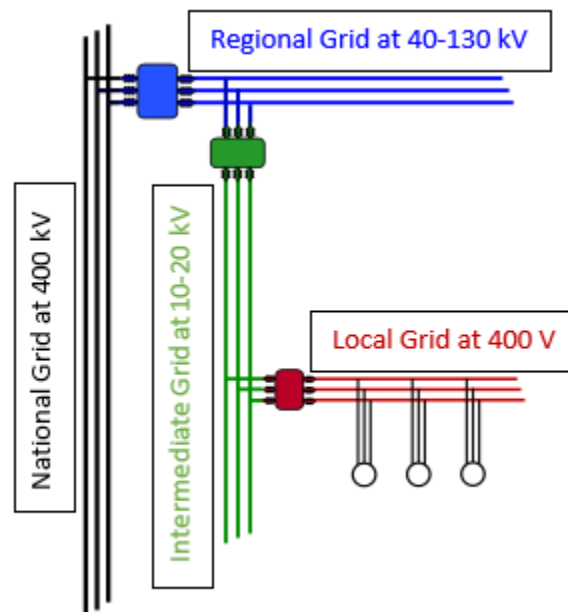 Regional Grid at 40-130 kV
National Grid at 400 kV
Intermediate Grid at 10-20 kV
Local Grid at 400 V